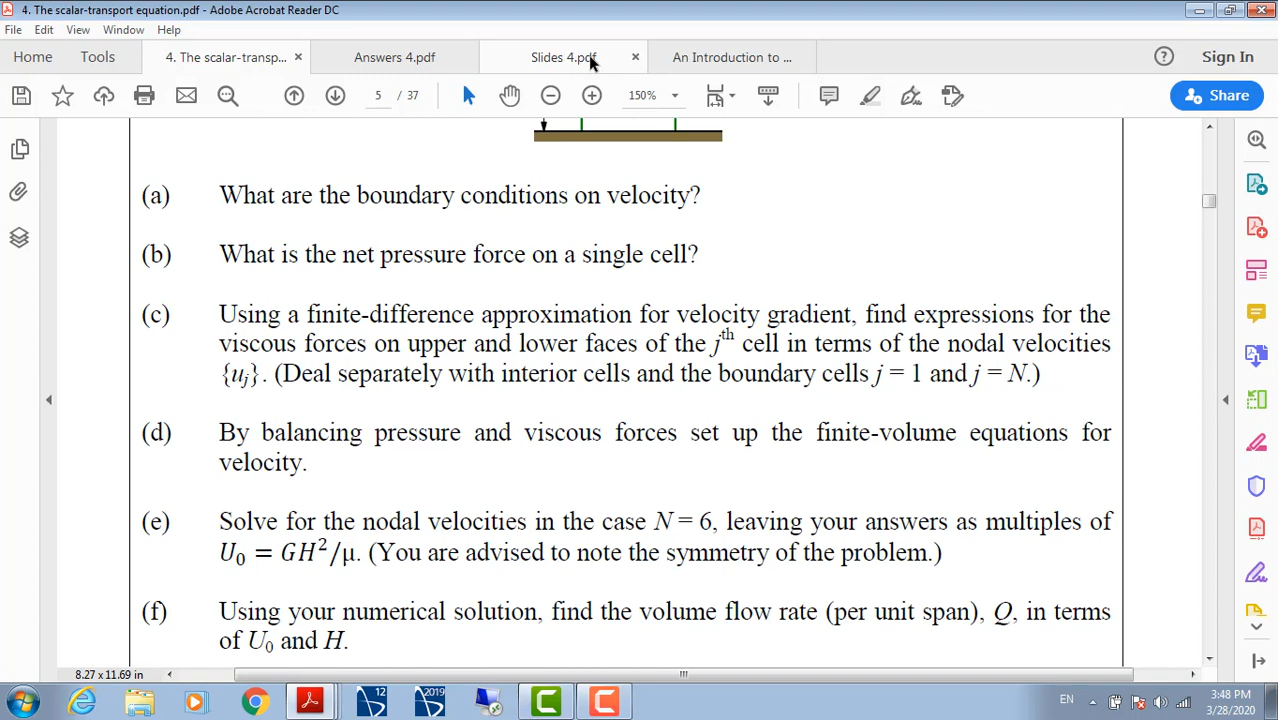 4. The scalar-transport equation.pdf - Adobe Acrobat Reader DC
File Edit View Window Help
Home Tools 4. The scalar-transp... × Answers 4.pdf Slides 4.pdf × An Introduction to ... ? Sign In
5 / 37 150% Share
(a) What are the boundary conditions on velocity?
(b) What is the net pressure force on a single cell?
(c) Using a finite-difference approximation for velocity gradient, find expressions for the
viscous forces on upper and lower faces of the jth cell in terms of the nodal velocities
{uj}. (Deal separately with interior cells and the boundary cells j = 1 and j = N.)
(d) By balancing pressure and viscous forces set up the finite-volume equations for
velocity.
(e) Solve for the nodal velocities in the case N = 6, leaving your answers as multiples of
U₀ = GH²/μ. (You are advised to note the symmetry of the problem.)
(f) Using your numerical solution, find the volume flow rate (per unit span), Q, in terms
of U₀ and H.
8.27 x 11.69 in
12 2019 EN 3:48 PM
3/28/2020